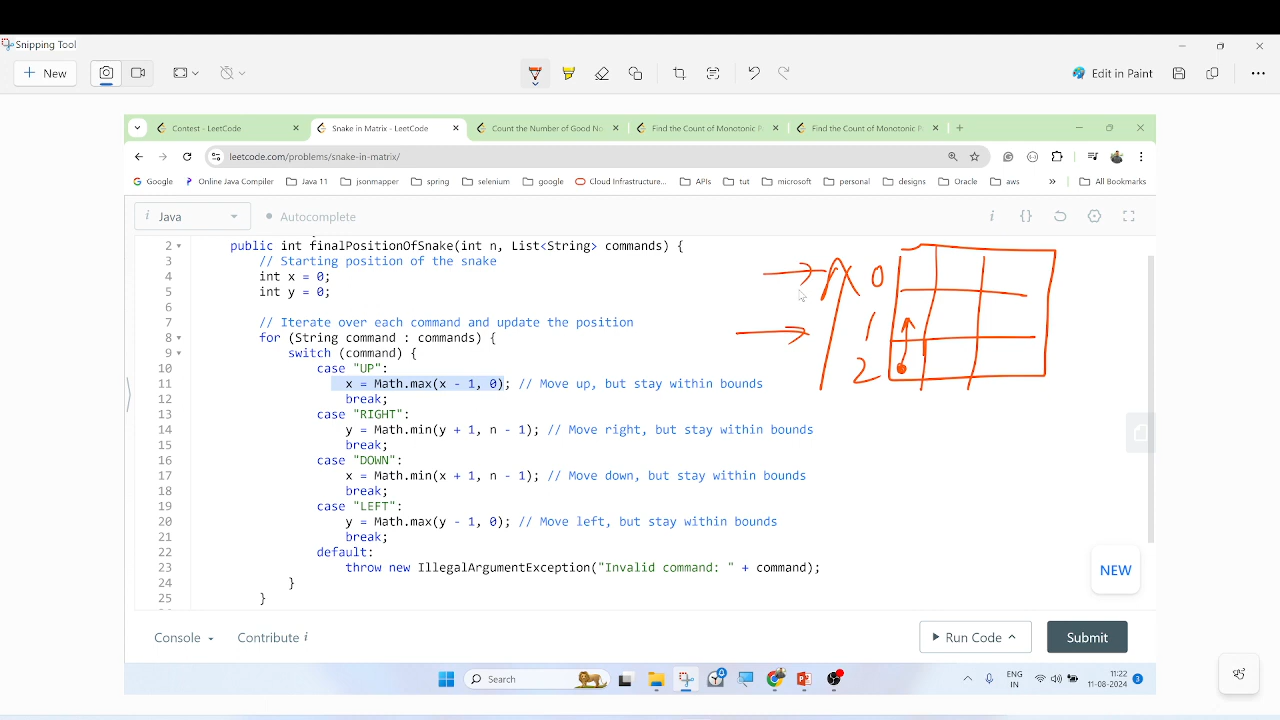 Snipping Tool
New
Edit in Paint
Contest - LeetCode
Snake in Matrix - LeetCode
Count the Number of Good No
Find the Count of Monotonic P
Find the Count of Monotonic P
leetcode.com/problems/snake-in-matrix/
Google Online Java Compiler Java 11 jsonmapper spring selenium google Cloud Infrastructure... APIs tut microsoft personal designs Oracle aws » All Bookmarks
i Java Autocomplete
2 public int finalPositionOfSnake(int n, List<String> commands) {
3 // Starting position of the snake
4 int x = 0;
5 int y = 0;
6
7 // Iterate over each command and update the position
8 for (String command : commands) {
9 switch (command) {
10 case "UP":
11 x = Math.max(x - 1, 0); // Move up, but stay within bounds
12 break;
13 case "RIGHT":
14 y = Math.min(y + 1, n - 1); // Move right, but stay within bounds
15 break;
16 case "DOWN":
17 x = Math.min(x + 1, n - 1); // Move down, but stay within bounds
18 break;
19 case "LEFT":
20 y = Math.max(y - 1, 0); // Move left, but stay within bounds
21 break;
22 default:
23 throw new IllegalArgumentException("Invalid command: " + command);
24 }
25 }
x 0
1
2
NEW
Console Contribute i
Run Code
Submit
Search
ENG
IN
11:22
11-08-2024
3